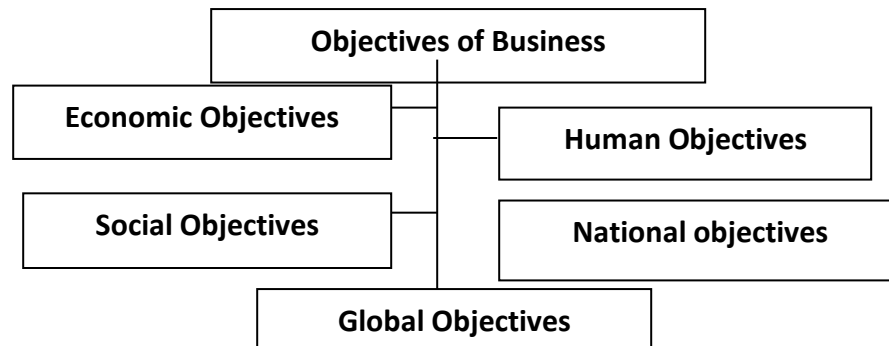 Objectives of Business
Economic Objectives
Human Objectives
Social Objectives
National objectives
Global Objectives